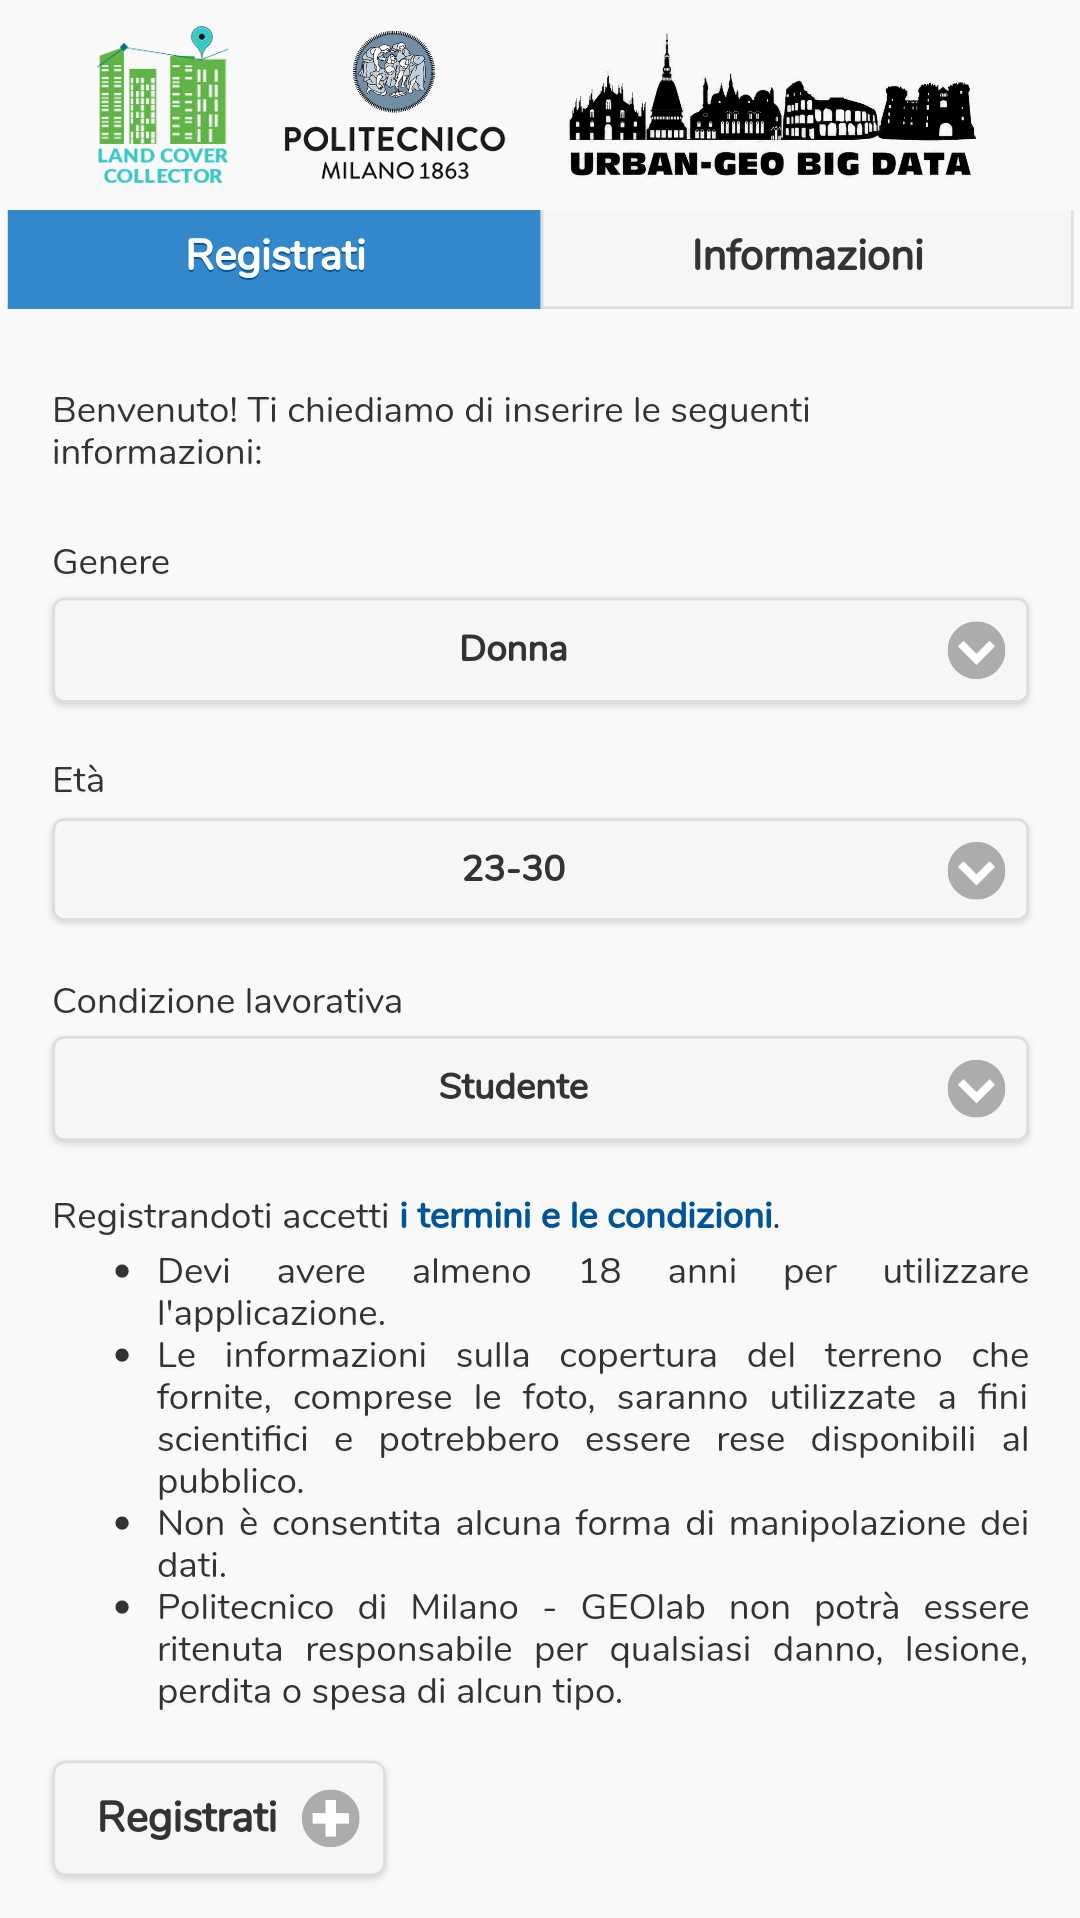 LAND COVER
COLLECTOR
POLITECNICO
MILANO 1863
URBAN-GEO BIG DATA
Registrati
Informazioni
Benvenuto! Ti chiediamo di inserire le seguenti
informazioni:
Genere
Donna
Età
23-30
Condizione lavorativa
Studente
Registrandoti accetti i termini e le condizioni.
• Devi avere almeno 18 anni per utilizzare
l'applicazione.
• Le informazioni sulla copertura del terreno che
fornite, comprese le foto, saranno utilizzate a fini
scientifici e potrebbero essere rese disponibili al
pubblico.
• Non è consentita alcuna forma di manipolazione dei
dati.
• Politecnico di Milano - GEOlab non potrà essere
ritenuta responsabile per qualsiasi danno, lesione,
perdita o spesa di alcun tipo.
Registrati